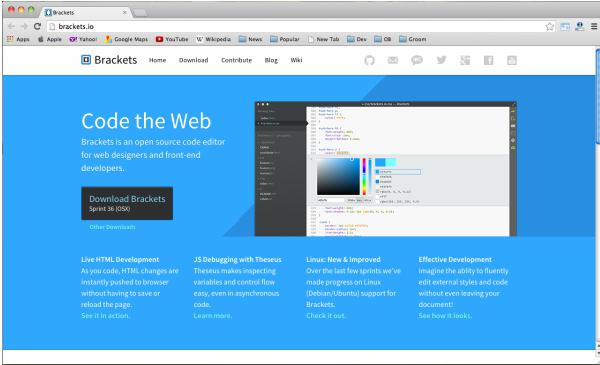 Brackets
brackets.io
Apps Apple Yahoo! Google Maps YouTube Wikipedia News Popular New Tab Dev OB Groom
Brackets Home Download Contribute Blog Wiki
Code the Web
Brackets is an open source code editor
for web designers and front-end
developers.
Download Brackets
Sprint 36 (OSX)
Other Downloads
Live HTML Development
As you code, HTML changes are
instantly pushed to browser
without having to save or
reload the page.
See it in action.
JS Debugging with Theseus
Theseus makes inspecting
variables and control flow
easy, even in asynchronous
code.
Learn more.
Linux: New & Improved
Over the last few sprints we've
made progress on Linux
(Debian/Ubuntu) support for
Brackets.
Check it out.
Effective Development
Imagine the ability to fluently
edit external styles and code
without even leaving your
document!
See how it looks.